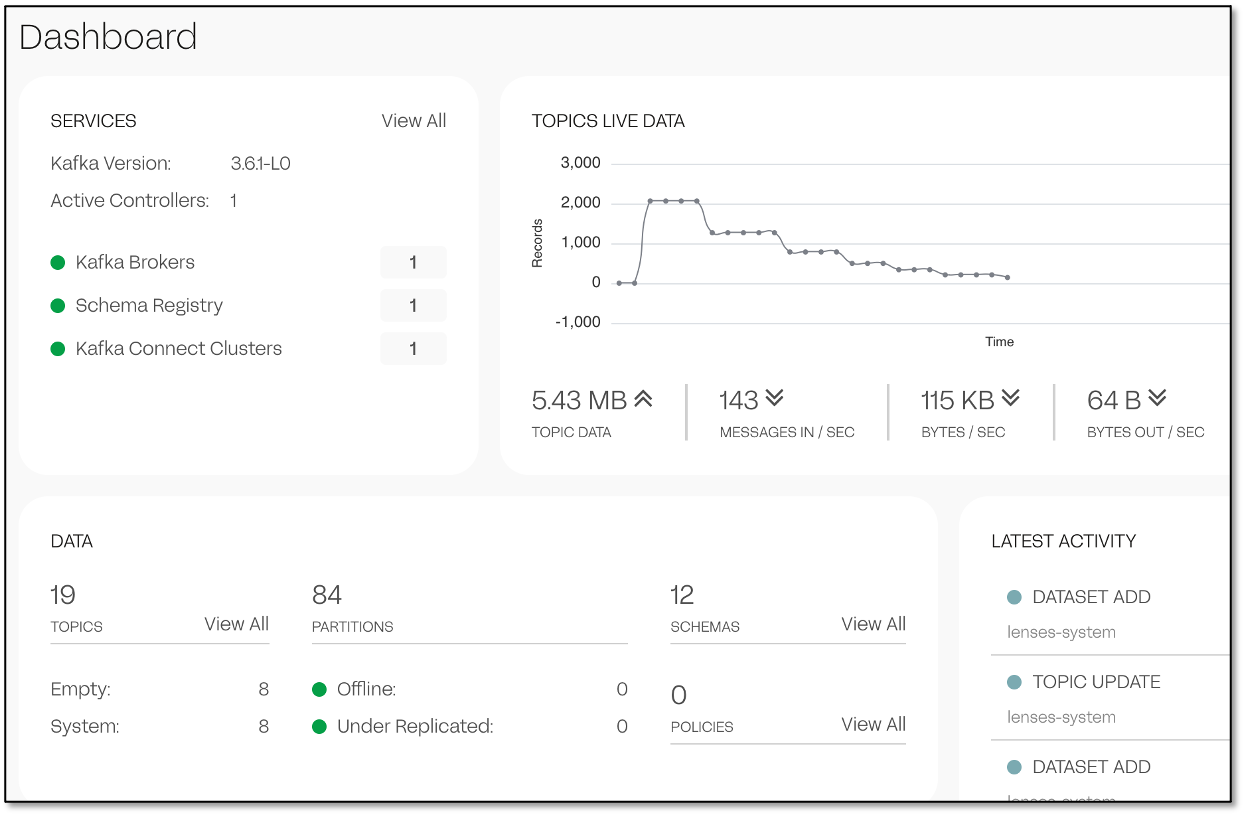 Dashboard
SERVICES
View All
Kafka Version: 3.6.1-L0
Active Controllers: 1
Kafka Brokers 1
Schema Registry 1
Kafka Connect Clusters 1
TOPICS LIVE DATA
3,000
2,000
1,000
0
-1,000
Records
Time
5.43 MB
TOPIC DATA
143
MESSAGES IN / SEC
115 KB
BYTES / SEC
64 B
BYTES OUT / SEC
DATA
19
TOPICS
View All
Empty: 8
System: 8
84
PARTITIONS
Offline: 0
Under Replicated: 0
12
SCHEMAS
View All
0
POLICIES
View All
LATEST ACTIVITY
DATASET ADD
lenses-system
TOPIC UPDATE
lenses-system
DATASET ADD
lenses-system